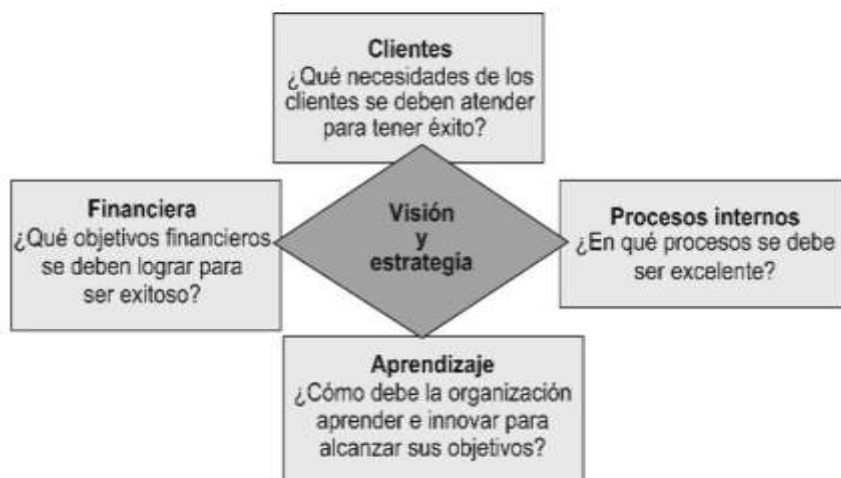 Clientes
¿Qué necesidades de los
clientes se deben atender
para tener éxito?
Financiera
¿Qué objetivos financieros
se deben lograr para
ser exitoso?
Visión
y
estrategia
Procesos internos
¿En qué procesos se debe
ser excelente?
Aprendizaje
¿Cómo debe la organización
aprender e innovar para
alcanzar sus objetivos?